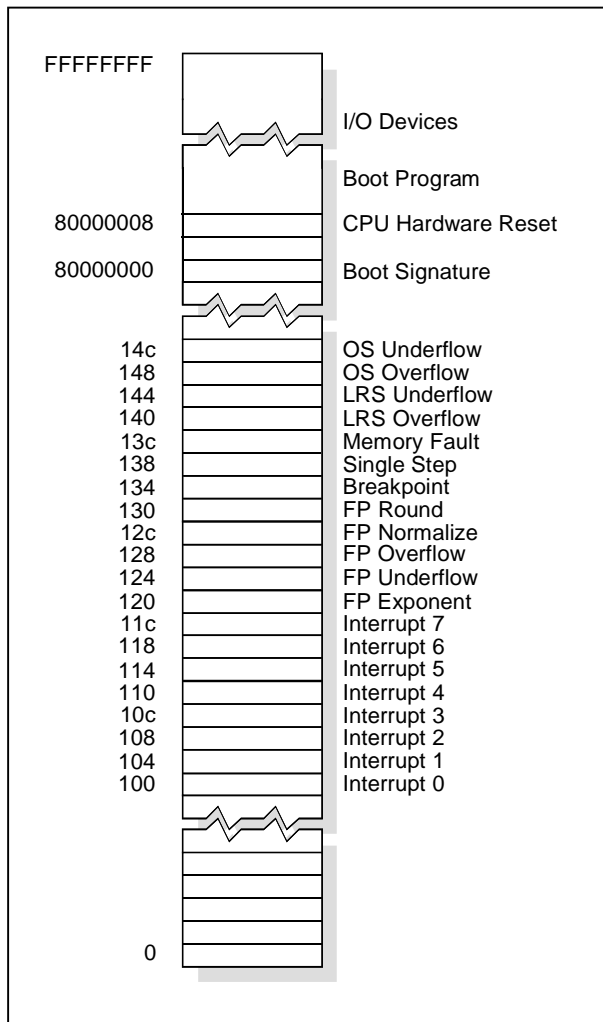 FFFFFFFF
I/O Devices
Boot Program
80000008 CPU Hardware Reset
80000000 Boot Signature
14c OS Underflow
148 OS Overflow
144 LRS Underflow
140 LRS Overflow
13c Memory Fault
138 Single Step
134 Breakpoint
130 FP Round
12c FP Normalize
128 FP Overflow
124 FP Underflow
120 FP Exponent
11c Interrupt 7
118 Interrupt 6
114 Interrupt 5
110 Interrupt 4
10c Interrupt 3
108 Interrupt 2
104 Interrupt 1
100 Interrupt 0
0